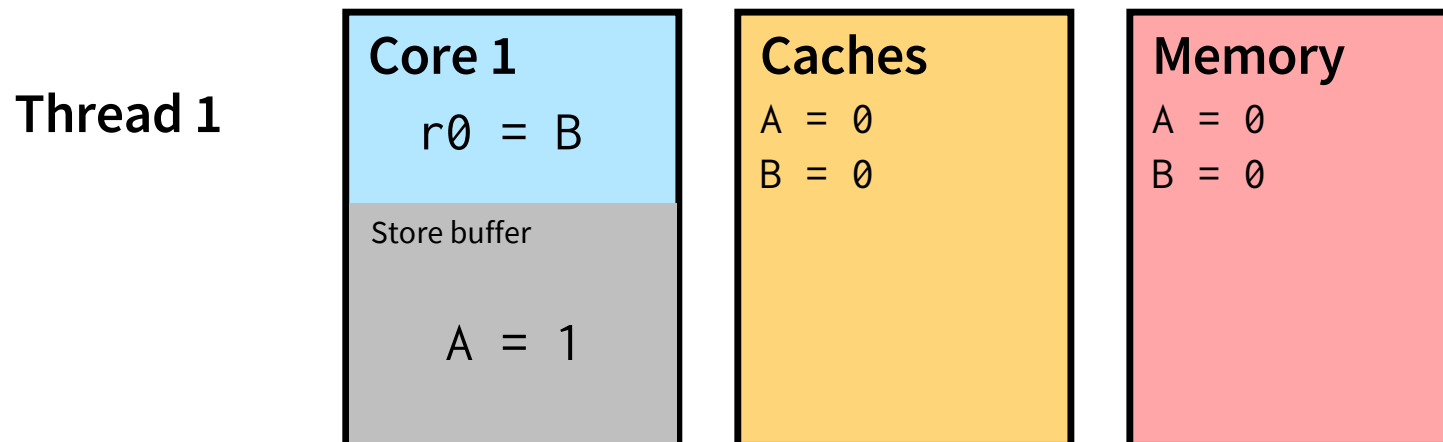 Thread 1
Core 1
r0 = B
Store buffer
A = 1
Caches
A = 0
B = 0
Memory
A = 0
B = 0